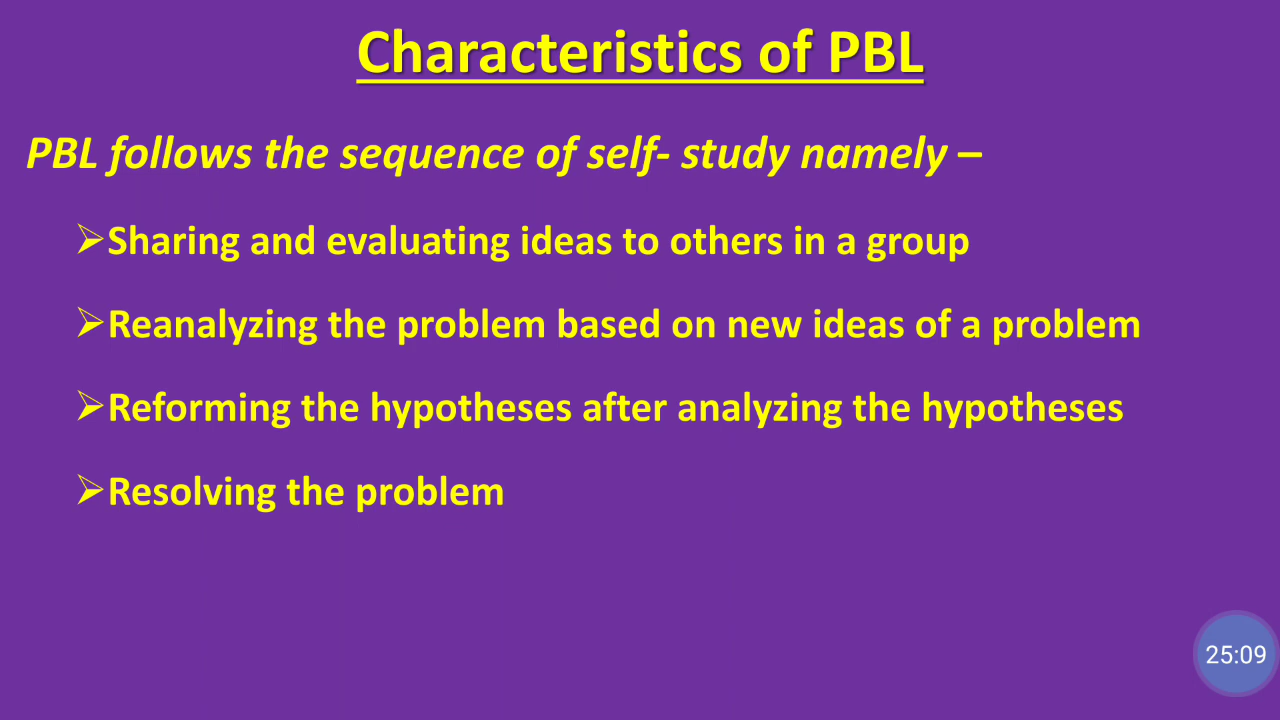 Characteristics of PBL
PBL follows the sequence of self- study namely –
➢Sharing and evaluating ideas to others in a group
➢Reanalyzing the problem based on new ideas of a problem
➢Reforming the hypotheses after analyzing the hypotheses
➢Resolving the problem
25:09